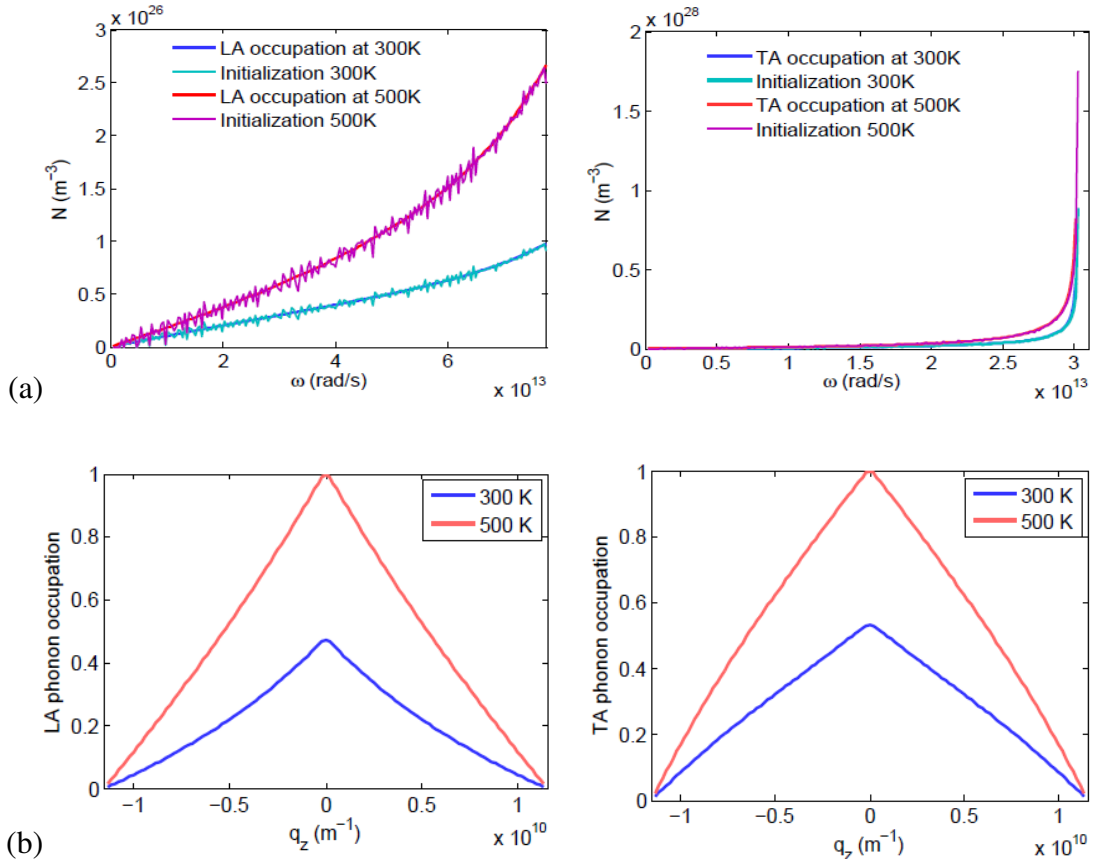 x 10^26
3
2.5
2
1.5
1
0.5
0
N (m^−3)
LA occupation at 300K
Initialization 300K
LA occupation at 500K
Initialization 500K
0 2 4 6
ω (rad/s)
x 10^13
x 10^28
2
1.5
1
0.5
0
N (m^−3)
TA occupation at 300K
Initialization 300K
TA occupation at 500K
Initialization 500K
0 0.5 1 1.5 2 2.5 3
ω (rad/s)
x 10^13
(a)
1
0.8
0.6
0.4
0.2
0
LA phonon occupation
300 K
500 K
−1 −0.5 0 0.5 1
q_z (m^−1)
x 10^10
1
0.8
0.6
0.4
0.2
0
TA phonon occupation
300 K
500 K
−1 −0.5 0 0.5 1
q_z (m^−1)
x 10^10
(b)